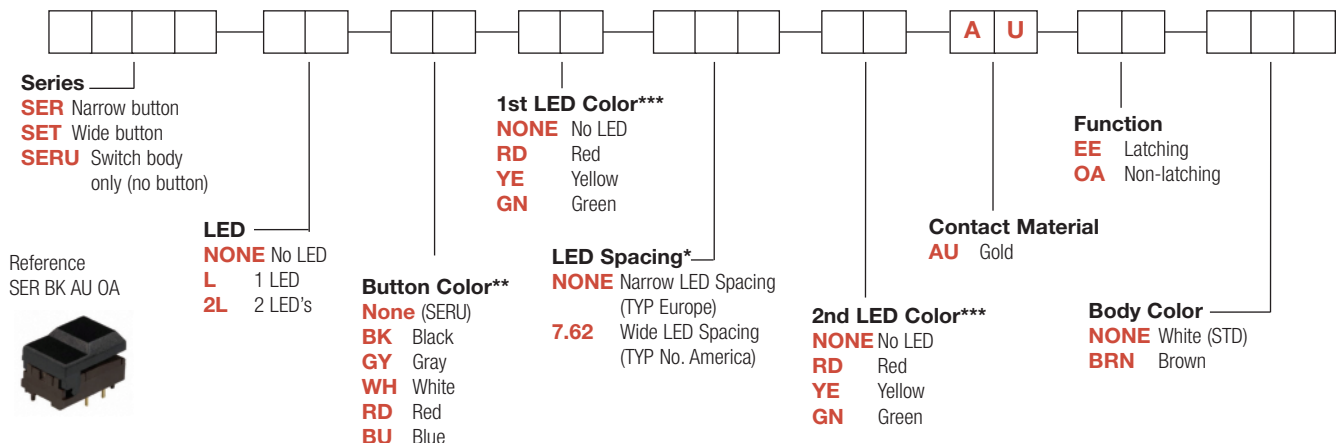 A U
Series
SER Narrow button
SET Wide button
SERU Switch body
only (no button)
LED
NONE No LED
L 1 LED
2L 2 LED's
Reference
SER BK AU OA
Button Color**
None (SERU)
BK Black
GY Gray
WH White
RD Red
BU Blue
1st LED Color***
NONE No LED
RD Red
YE Yellow
GN Green
LED Spacing*
NONE Narrow LED Spacing
(TYP Europe)
7.62 Wide LED Spacing
(TYP No. America)
2nd LED Color***
NONE No LED
RD Red
YE Yellow
GN Green
Contact Material
AU Gold
Function
EE Latching
OA Non-latching
Body Color
NONE White (STD)
BRN Brown